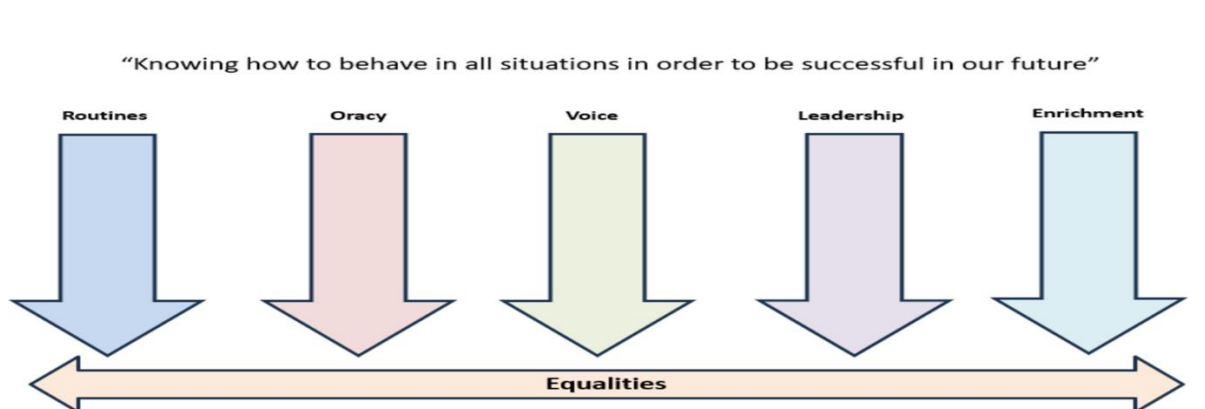 “Knowing how to behave in all situations in order to be successful in our future”
Routines
Oracy
Voice
Leadership
Enrichment
Equalities